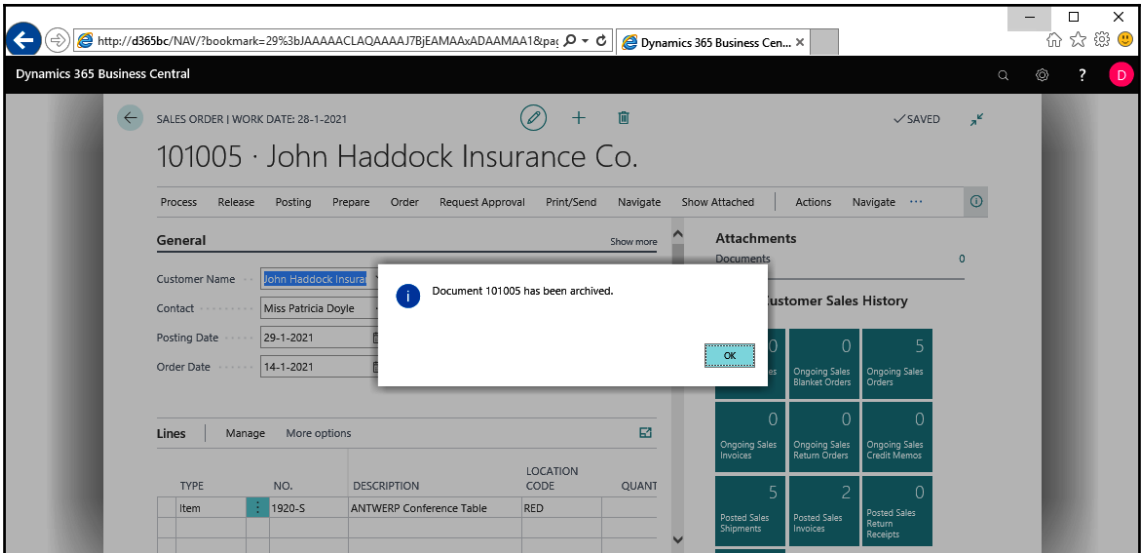 http://d365bc/NAV/?bookmark=29%3bJAAAAACLAQAAAAJ7BjEAMAAxADAAMAA1&pag
Dynamics 365 Business Cen... ×
Dynamics 365 Business Central
?
D
SALES ORDER | WORK DATE: 28-1-2021
✓ SAVED
101005 · John Haddock Insurance Co.
Process Release Posting Prepare Order Request Approval Print/Send Navigate Show Attached Actions Navigate ...
General
Show more
Customer Name
John Haddock Insura
Contact
Miss Patricia Doyle
Posting Date
29-1-2021
Order Date
14-1-2021
Document 101005 has been archived.
OK
Attachments
Documents 0
ustomer Sales History
0 0 5
es
Ongoing Sales
Blanket Orders
Ongoing Sales
Orders
0 0 0
Ongoing Sales
Invoices
Ongoing Sales
Return Orders
Ongoing Sales
Credit Memos
5 2 0
Posted Sales
Shipments
Posted Sales
Invoices
Posted Sales
Return
Receipts
Lines Manage More options
TYPE NO. DESCRIPTION LOCATION
CODE QUANT
Item 1920-S ANTWERP Conference Table RED